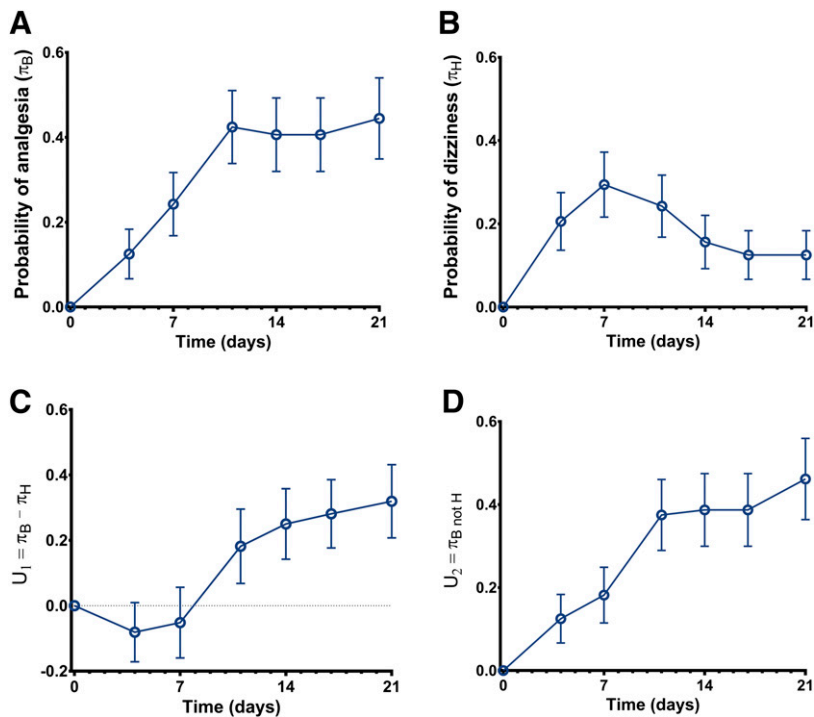 A
Probability of analgesia (πB)
0.6
0.4
0.2
0.0
0 7 14 21
Time (days)
B
Probability of dizziness (πH)
0.6
0.4
0.2
0.0
0 7 14 21
Time (days)
C
U1 = πB − πH
0.6
0.4
0.2
0.0
-0.2
0 7 14 21
Time (days)
D
U2 = πB not H
0.6
0.4
0.2
0.0
0 7 14 21
Time (days)